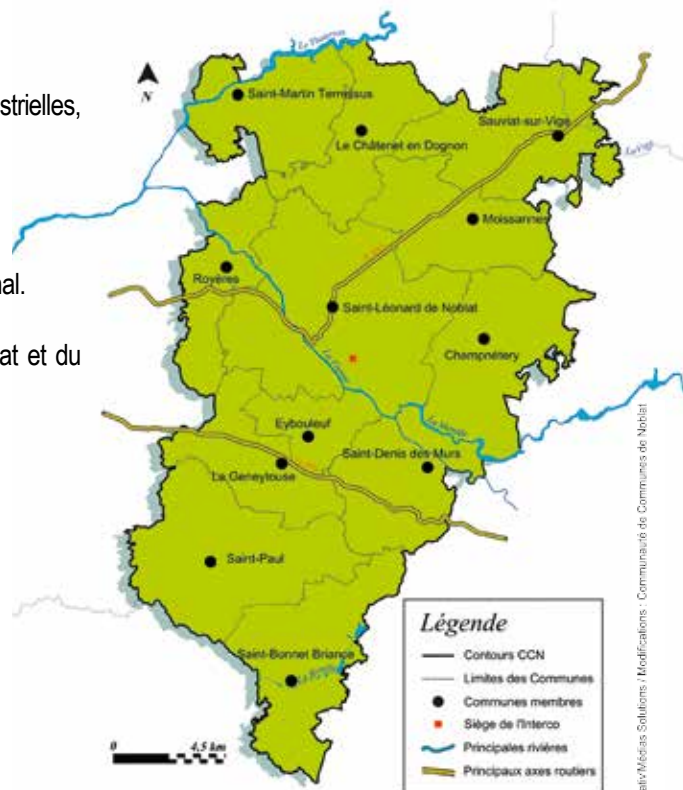 strielles,
nal.
at et du
N
Saint-Martin Terressus
Le Châtenet en Dognon
Sauviat-sur-Vige
Moissannes
Royères
Saint-Léonard de Noblat
Champnétery
Eybouleuf
Saint-Denis des Murs
La Geneytouse
Saint-Paul
Saint-Bonnet Briance
0 4,5 km
Légende
Contours CCN
Limites des Communes
Communes membres
Siège de l'Interco
Principales rivières
Principaux axes routiers
Médias Solutions / Modifications : Communauté de Communes de Noblat